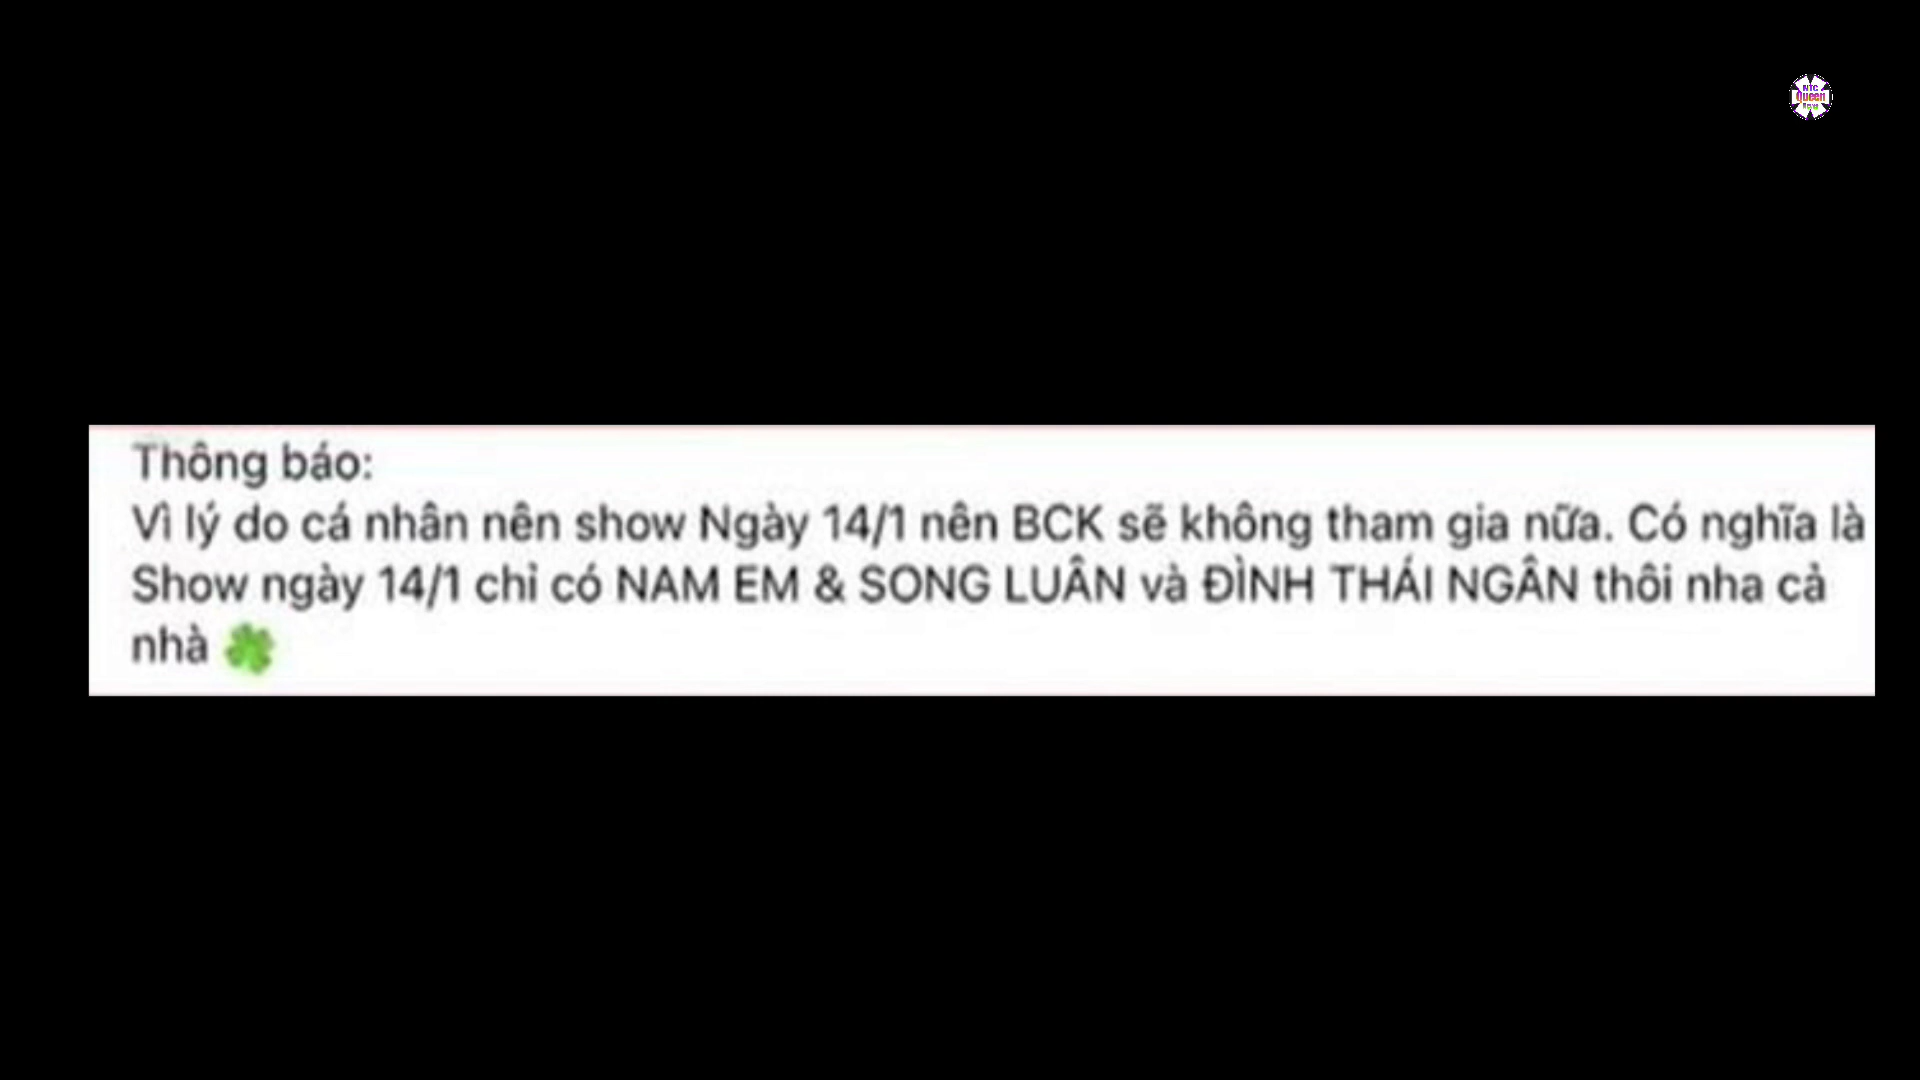 NTC
Queen
Thông báo:
Vì lý do cá nhân nên show Ngày 14/1 nên BCK sẽ không tham gia nữa. Có nghĩa là
Show ngày 14/1 chỉ có NAM EM & SONG LUÂN và ĐÌNH THÁI NGÂN thôi nha cả
nhà 🍀